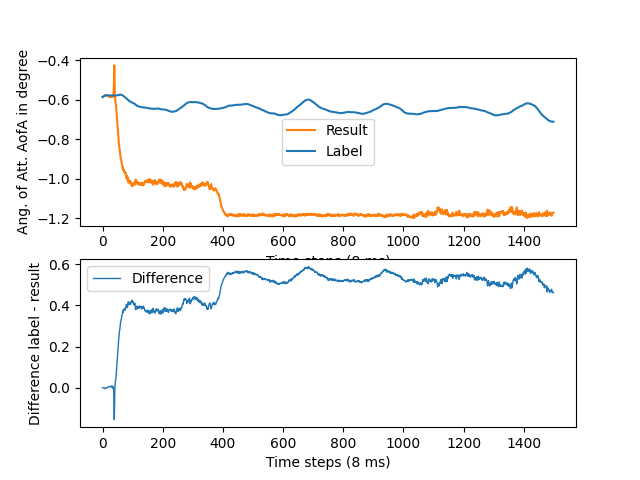 Ang. of Att. AofA in degree
−0.4
−0.6
−0.8
−1.0
−1.2
Result
Label
0 200 400 600 800 1000 1200 1400
Time steps (8 ms)
Difference label - result
0.6
0.4
0.2
0.0
Difference
0 200 400 600 800 1000 1200 1400
Time steps (8 ms)